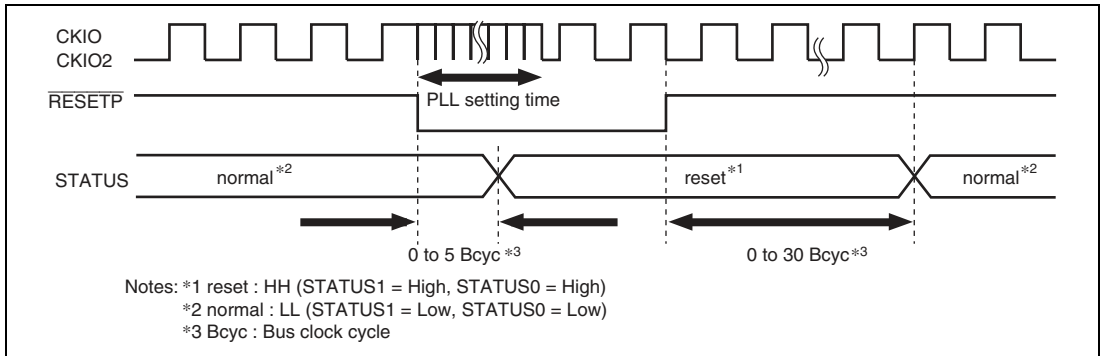 CKIO
CKIO2
RESETP
PLL setting time
STATUS
normal*2
reset*1
normal*2
0 to 5 Bcyc*3
0 to 30 Bcyc*3
Notes: *1 reset : HH (STATUS1 = High, STATUS0 = High)
*2 normal : LL (STATUS1 = Low, STATUS0 = Low)
*3 Bcyc : Bus clock cycle